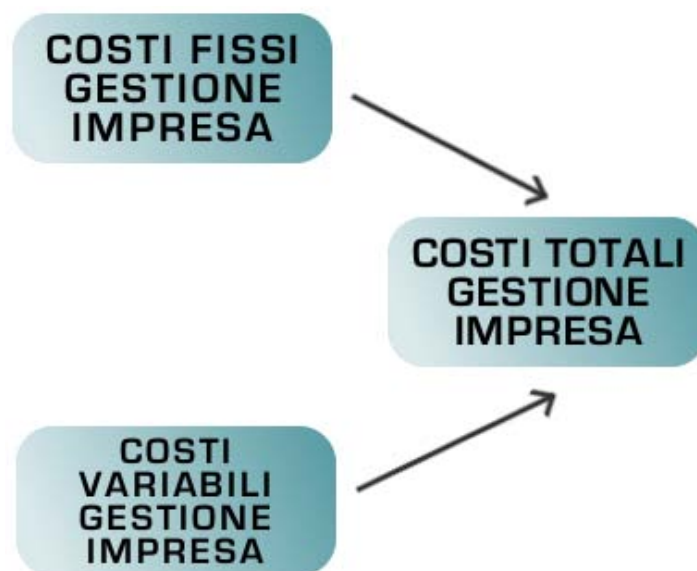 COSTI FISSI
GESTIONE
IMPRESA
COSTI TOTALI
GESTIONE
IMPRESA
COSTI
VARIABILI
GESTIONE
IMPRESA